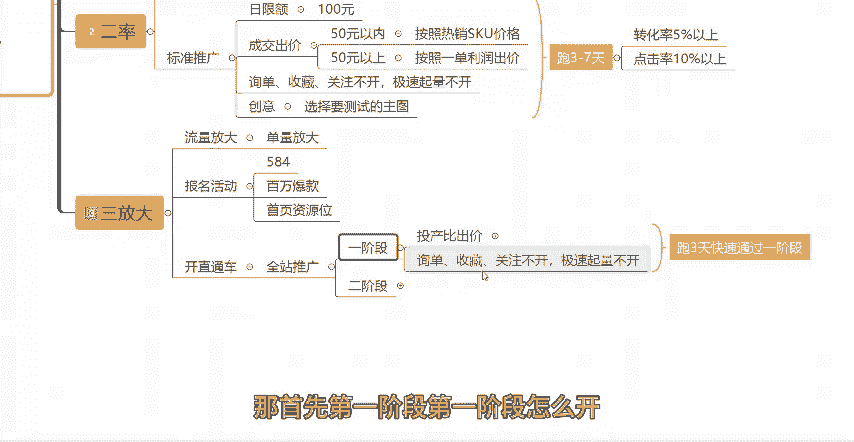 日限额 100元
2 二率
标准推广
成交出价
50元以内 按照热销SKU价格
50元以上 按照一单利润出价
询单、收藏、关注不开，极速起量不开
创意 选择要测试的主图
跑3-7天
转化率5%以上
点击率10%以上
三放大
流量放大 单量放大
报名活动
584
百万爆款
首页资源位
开直通车 全站推广
一阶段
投产比出价
询单、收藏、关注不开，极速起量不开
跑3天快速通过一阶段
二阶段
那首先第一阶段第一阶段怎么开